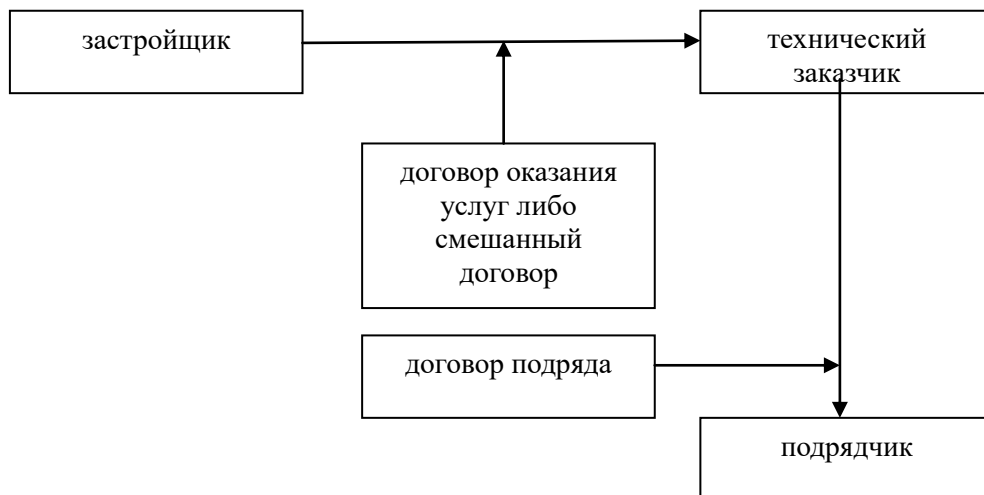 застройщик
технический
заказчик
договор оказания
услуг либо
смешанный
договор
договор подряда
подрядчик